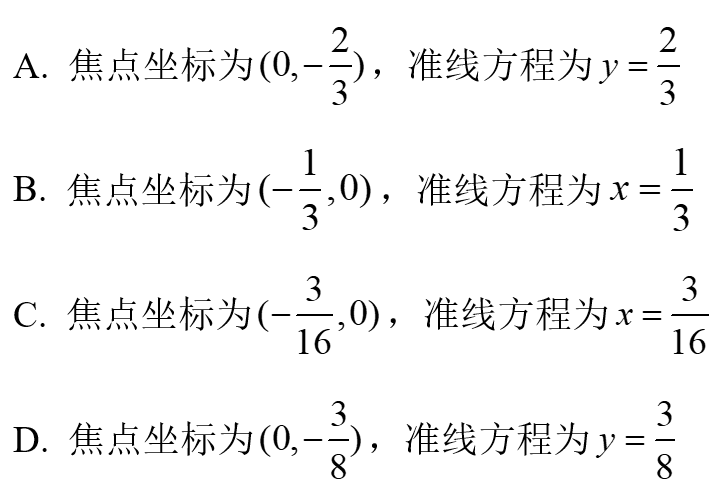 A. 焦点坐标为(0,-2/3)，准线方程为y=2/3
B. 焦点坐标为(-1/3,0)，准线方程为x=1/3
C. 焦点坐标为(-3/16,0)，准线方程为x=3/16
D. 焦点坐标为(0,-3/8)，准线方程为y=3/8